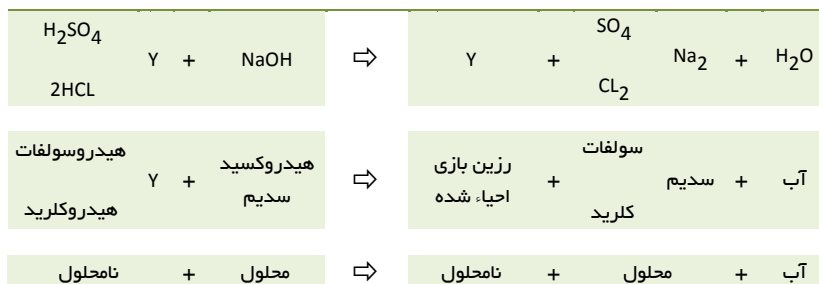 H2SO4
2HCL
Y + NaOH ⇨ Y + SO4
CL2
Na2 + H2O
هیدروسولفات
هیدروکلرید
Y + هیدروکسید
سدیم
⇨ رزین بازی
احیاء شده
+ سولفات
کلرید
سدیم + آب
نامحلول + محلول ⇨ نامحلول + محلول + آب